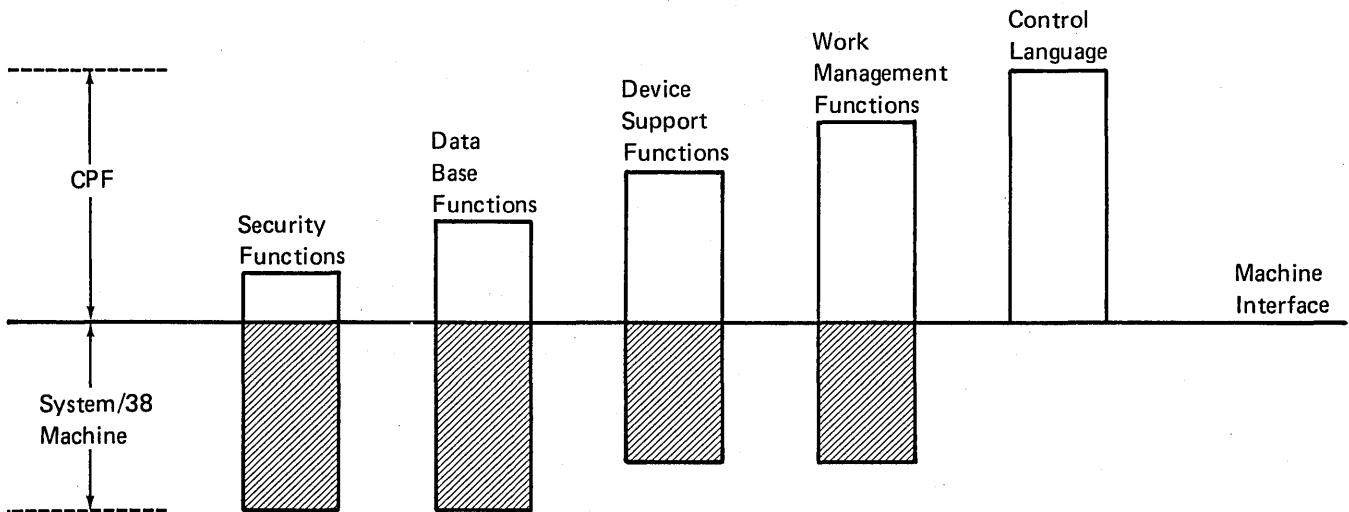 Control
Language
Work
Management
Functions
Device
Support
Functions
Data
Base
Functions
CPF
Security
Functions
Machine
Interface
System/38
Machine